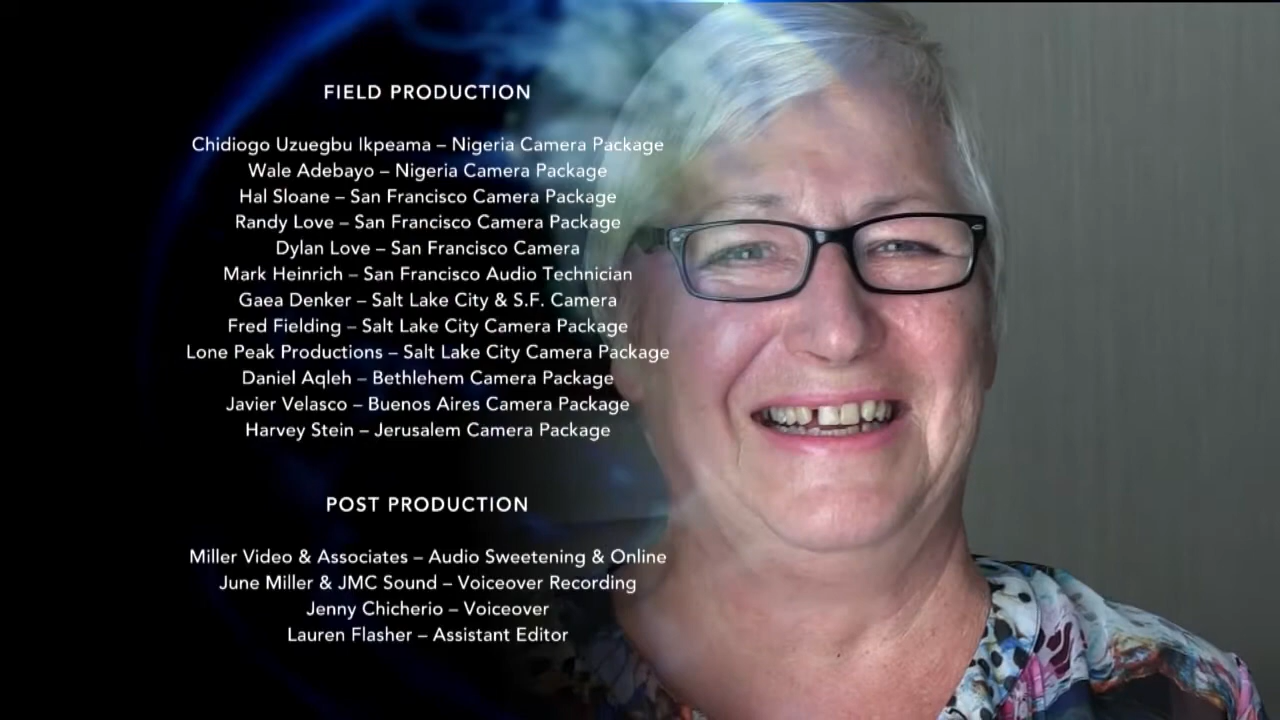 FIELD PRODUCTION
Chidiogo Uzuegbu Ikpeama – Nigeria Camera Package
Wale Adebayo – Nigeria Camera Package
Hal Sloane – San Francisco Camera Package
Randy Love – San Francisco Camera Package
Dylan Love – San Francisco Camera
Mark Heinrich – San Francisco Audio Technician
Gaea Denker – Salt Lake City & S.F. Camera
Fred Fielding – Salt Lake City Camera Package
Lone Peak Productions – Salt Lake City Camera Package
Daniel Aqleh – Bethlehem Camera Package
Javier Velasco – Buenos Aires Camera Package
Harvey Stein – Jerusalem Camera Package
POST PRODUCTION
Miller Video & Associates – Audio Sweetening & Online
June Miller & JMC Sound – Voiceover Recording
Jenny Chicherio – Voiceover
Lauren Flasher – Assistant Editor